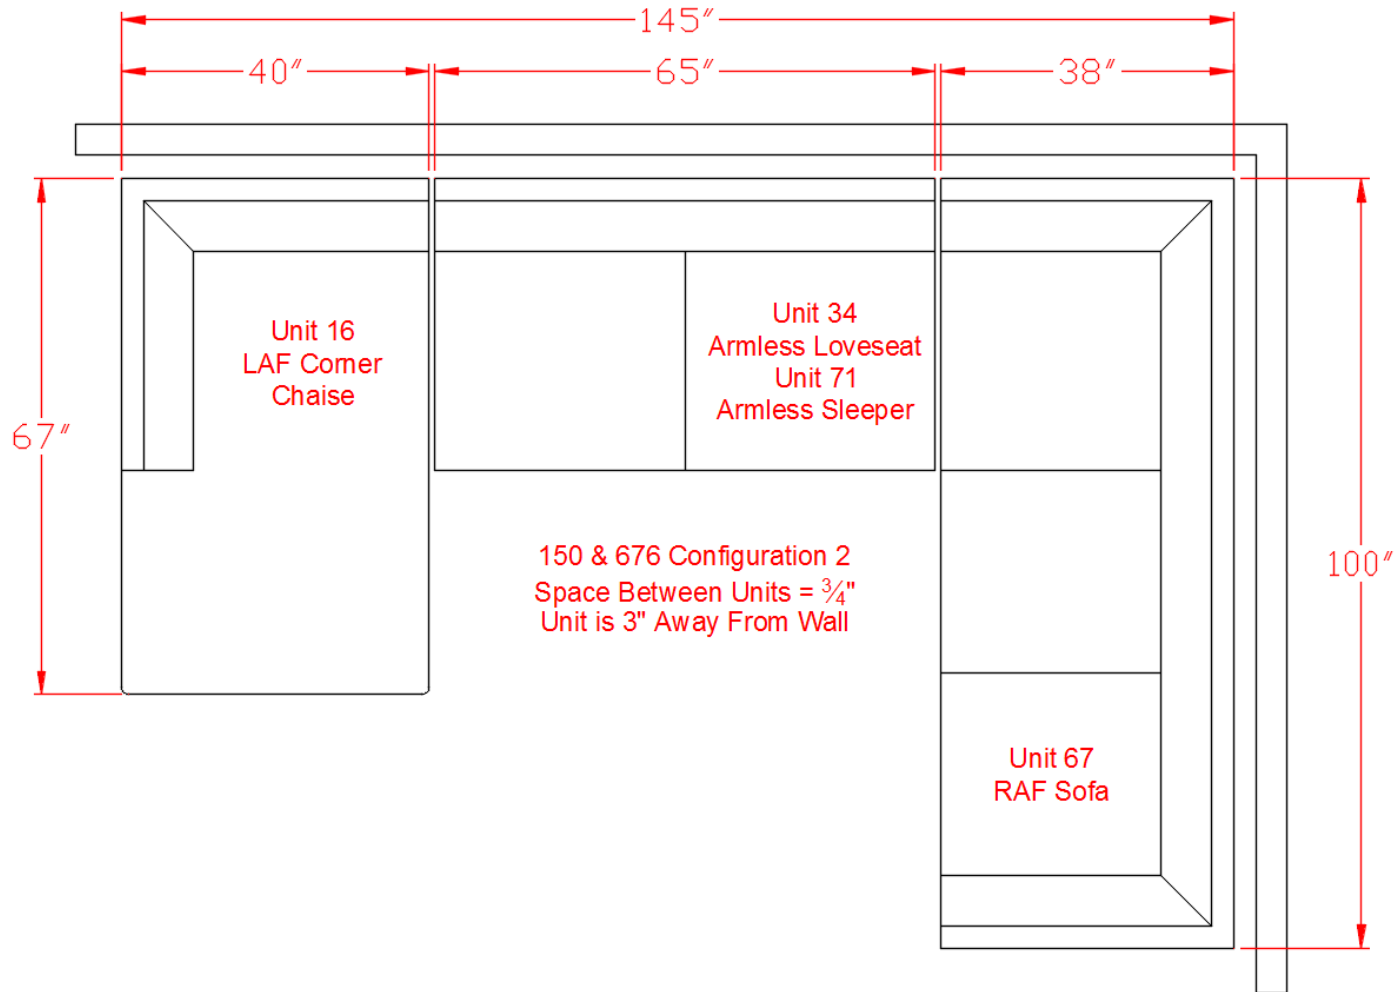 145"
40"
65"
38"
Unit 16
LAF Corner
Chaise
Unit 34
Armless Loveseat
Unit 71
Armless Sleeper
67"
150 & 676 Configuration 2
Space Between Units = ¾"
Unit is 3" Away From Wall
100"
Unit 67
RAF Sofa